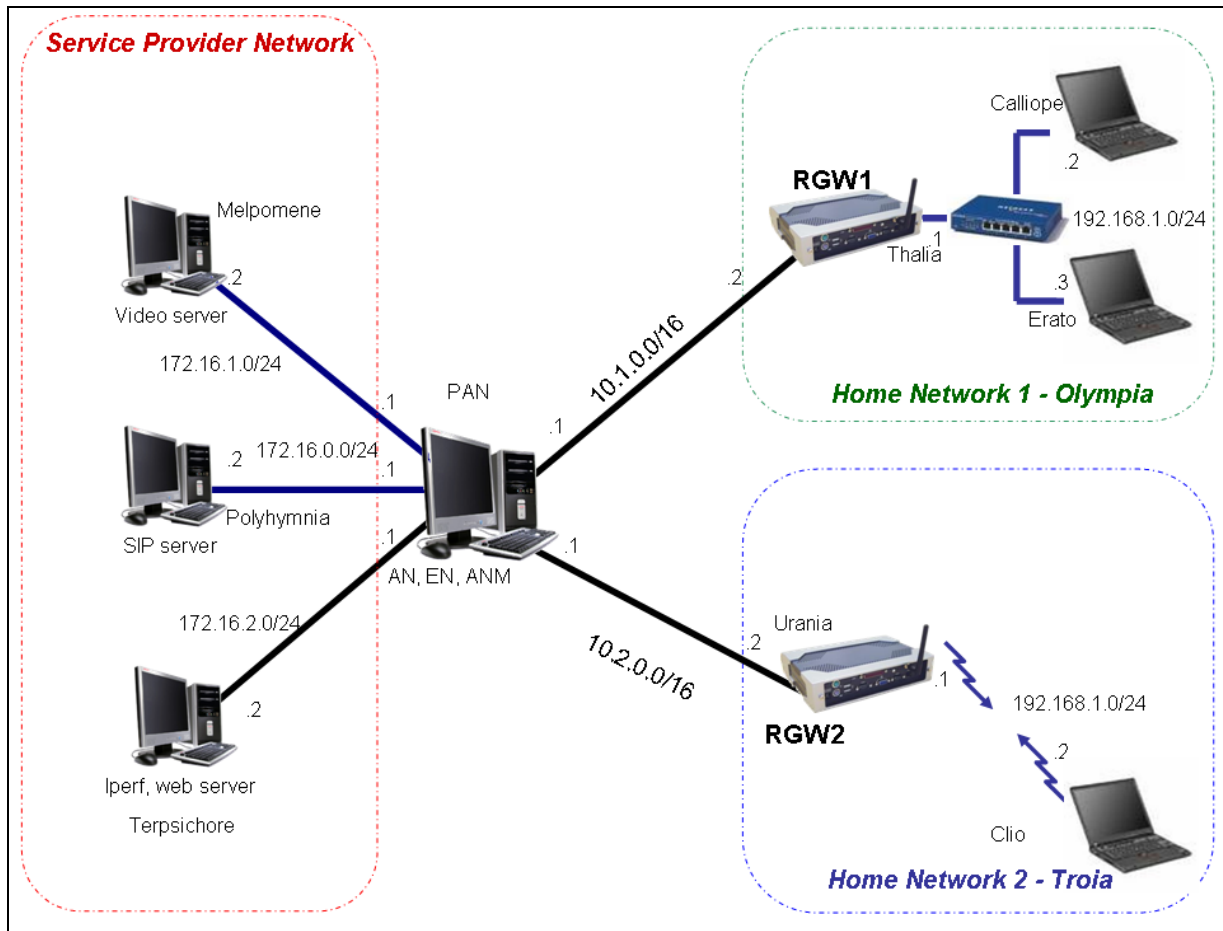 Service Provider Network
Melpomene
.2
Video server
172.16.1.0/24
.1
172.16.0.0/24
.2
.1
Polyhymnia
SIP server
.1
172.16.2.0/24
.2
Iperf, web server
Terpsichore
PAN
AN, EN, ANM
.1
10.1.0.0/16
.2
.1
10.2.0.0/16
.2
RGW1
Thalia
.1
Calliope
.2
192.168.1.0/24
.3
Erato
Home Network 1 - Olympia
Urania
.1
RGW2
192.168.1.0/24
.2
Clio
Home Network 2 - Troia